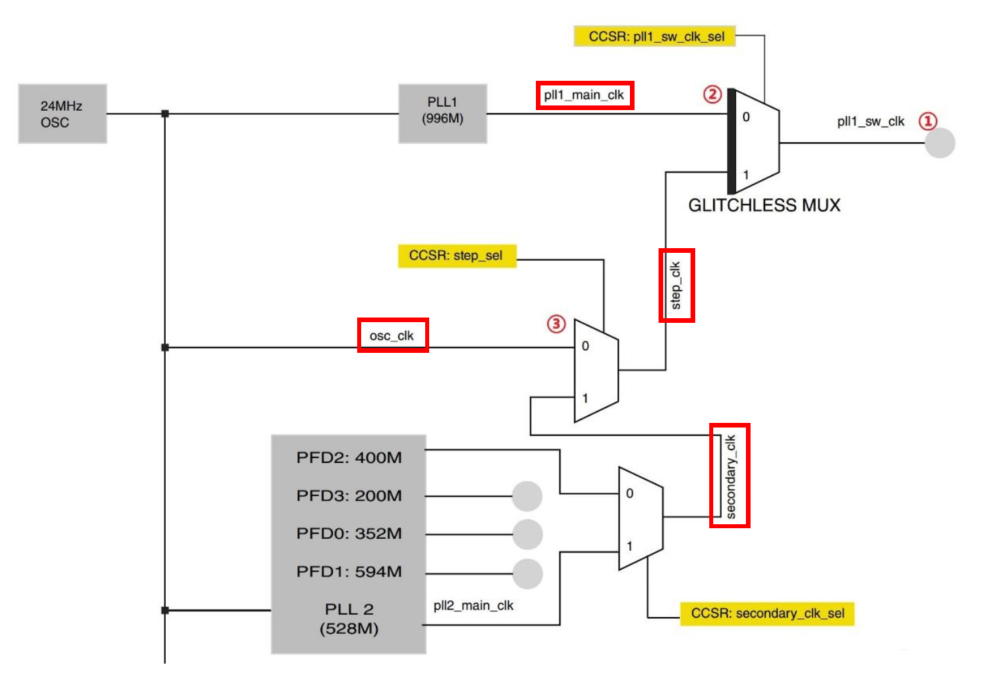 CCSR: pll1_sw_clk_sel
24MHz
OSC
PLL1
(996M)
pll1_main_clk
②
0
pll1_sw_clk ①
1
GLITCHLESS MUX
CCSR: step_sel
step_clk
osc_clk
③
0
1
secondary_clk
PFD2: 400M
PFD3: 200M
PFD0: 352M
PFD1: 594M
PLL 2
(528M)
pll2_main_clk
0
1
CCSR: secondary_clk_sel